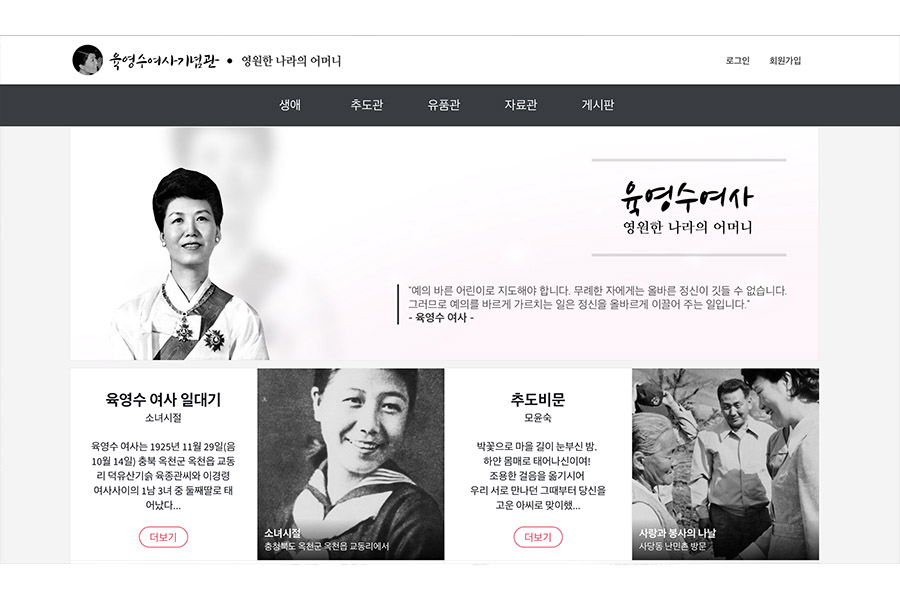 육영수여사기념관 • 영원한 나라의 어머니
로그인 회원가입
생애 추도관 유품관 자료관 게시판
육영수여사
영원한 나라의 어머니
"예의 바른 어린이로 지도해야 합니다. 무례한 자에게는 올바른 정신이 깃들 수 없습니다.
그러므로 예의를 바르게 가르치는 일은 정신을 올바르게 이끌어 주는 일입니다."
- 육영수 여사 -
육영수 여사 일대기
소녀시절
육영수 여사는 1925년 11월 29일(음
10월 14일) 충북 옥천군 옥천읍 교동
리 덕유산기슭 육종관씨와 이경령
여사사이의 1남 3녀 중 둘째딸로 태
어났다...
더보기
소녀시절
충청북도 옥천군 옥천읍 교동리에서
추도비문
모윤숙
박꽃으로 마을 길이 눈부신 밤.
하얀 몸매로 태어나신이여!
조용한 걸음을 옮기시어
우리 서로 만나던 그때부터 당신을
고운 아씨로 맞이했...
더보기
사랑과 봉사의 나날
사당동 난민촌 방문